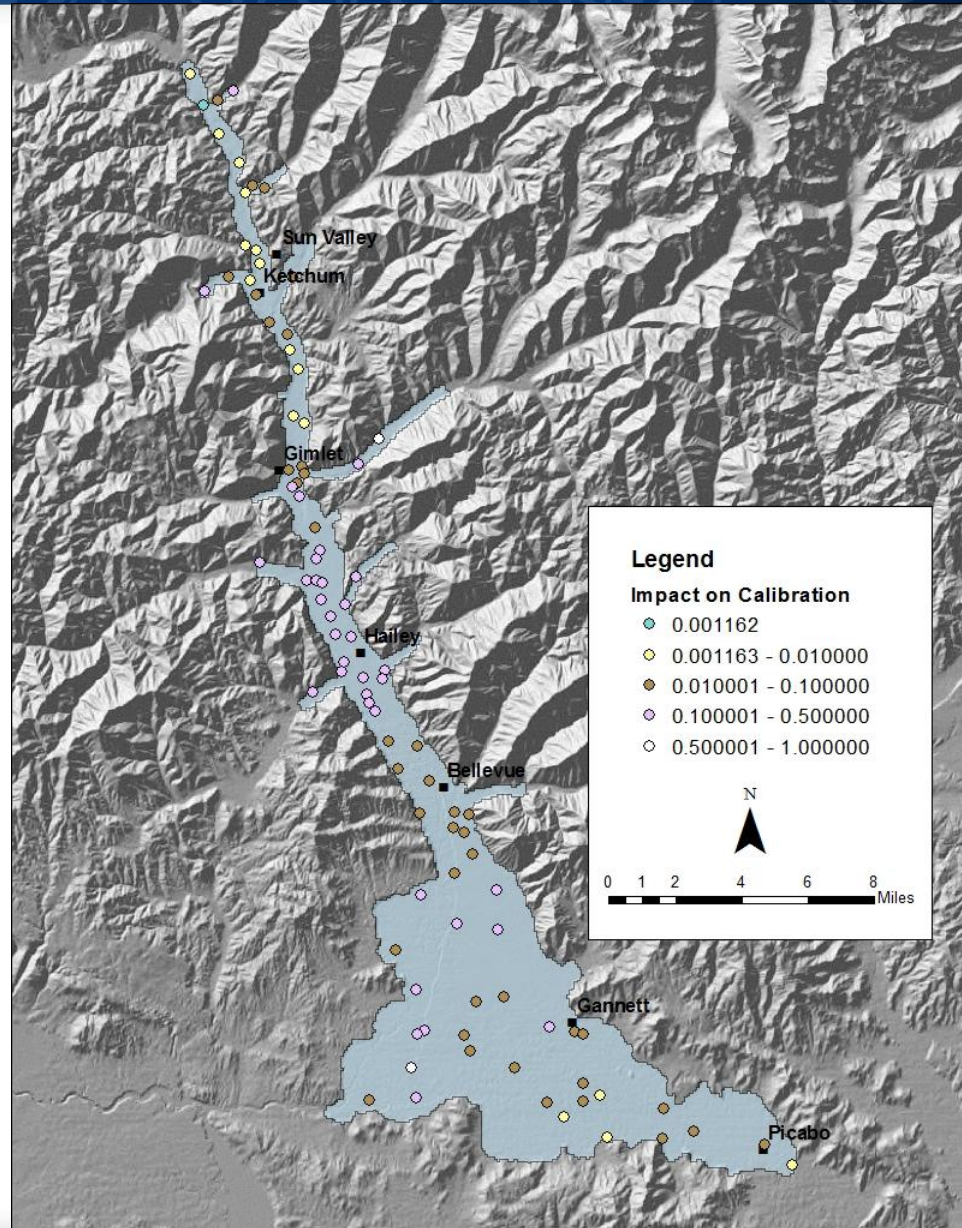 Sun Valley
Ketchum
Gimlet
Hailey
Bellevue
Gannett
Picabo
Legend
Impact on Calibration
0.001162
0.001163 - 0.010000
0.010001 - 0.100000
0.100001 - 0.500000
0.500001 - 1.000000
N
0 1 2 4 6 8
Miles